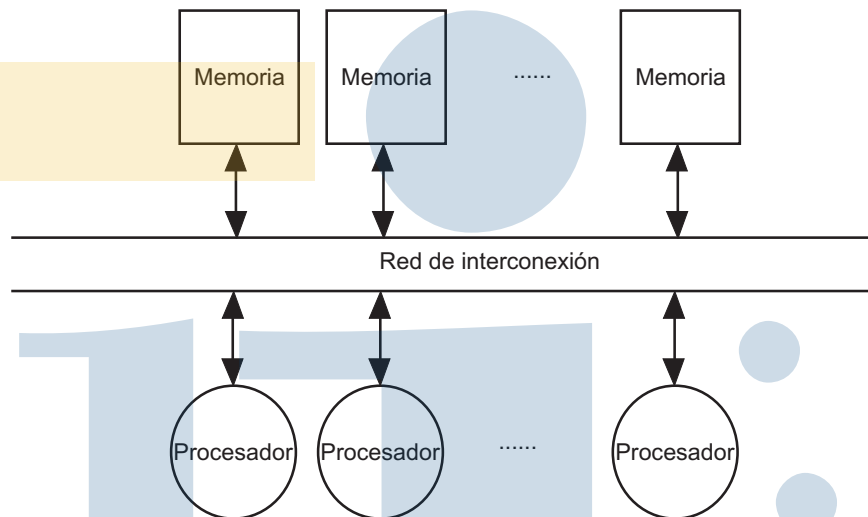 Memoria Memoria ...... Memoria
Red de interconexión
Procesador Procesador ...... Procesador